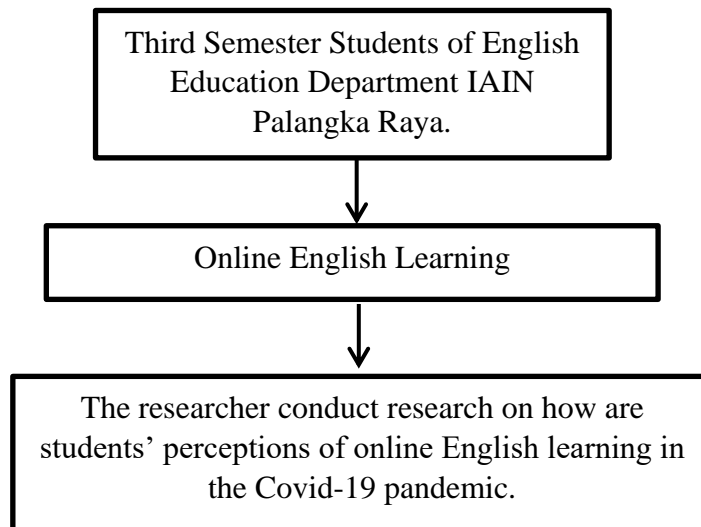 Third Semester Students of English
Education Department IAIN
Palangka Raya.
Online English Learning
The researcher conduct research on how are
students’ perceptions of online English learning in
the Covid-19 pandemic.